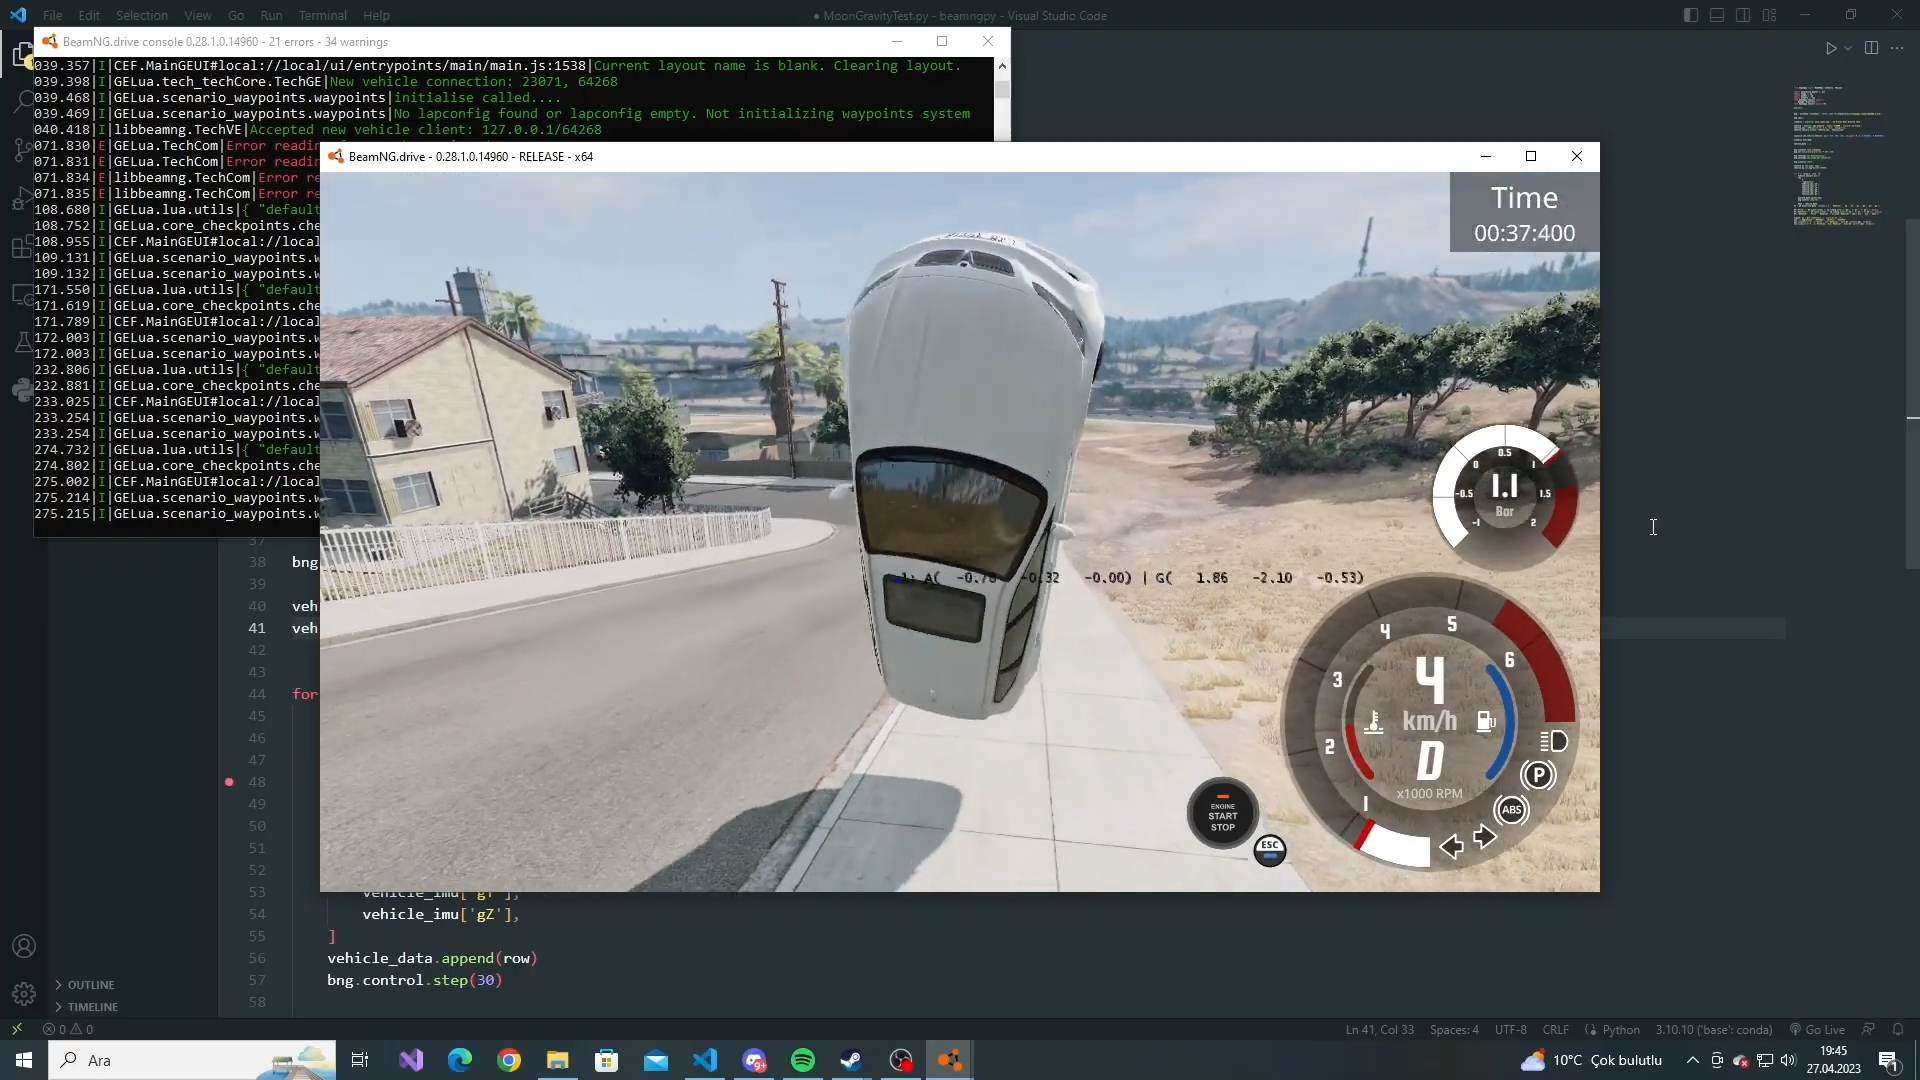 File Edit Selection View Go Run Terminal Help
● MoonGravityTest.py - beamngpy - Visual Studio Code
BeamNG.drive console 0.28.1.0.14960 - 21 errors - 34 warnings
039.357|I|CEF.MainGEUI#local://local/ui/entrypoints/main/main.js:1538|Current layout name is blank. Clearing layout.
039.398|I|GELua.tech_techCore.TechGE|New vehicle connection: 23071, 64268
039.468|I|GELua.scenario_waypoints.waypoints|initialise called....
039.469|I|GELua.scenario_waypoints.waypoints|No lapconfig found or lapconfig empty. Not initializing waypoints system
040.418|I|libbeamng.TechVE|Accepted new vehicle client: 127.0.0.1/64268
071.830|E|GELua.TechCom|Error readin
071.831|E|GELua.TechCom|Error readin
071.834|E|libbeamng.TechCom|Error re
071.835|E|libbeamng.TechCom|Error re
108.680|I|GELua.lua.utils|{ "default
108.752|I|GELua.core_checkpoints.che
108.955|I|CEF.MainGEUI#local://local
109.131|I|GELua.scenario_waypoints.w
109.132|I|GELua.scenario_waypoints.w
171.550|I|GELua.lua.utils|{ "default
171.619|I|GELua.core_checkpoints.che
171.789|I|CEF.MainGEUI#local://local
172.003|I|GELua.scenario_waypoints.w
172.003|I|GELua.scenario_waypoints.w
232.806|I|GELua.lua.utils|{ "default
232.881|I|GELua.core_checkpoints.che
233.025|I|CEF.MainGEUI#local://local
233.254|I|GELua.scenario_waypoints.w
233.254|I|GELua.scenario_waypoints.w
274.732|I|GELua.lua.utils|{ "default
274.802|I|GELua.core_checkpoints.che
275.002|I|CEF.MainGEUI#local://local
275.214|I|GELua.scenario_waypoints.w
275.215|I|GELua.scenario_waypoints.w
BeamNG.drive - 0.28.1.0.14960 - RELEASE - x64
Time
00:37:400
-1 -0.5 0 0.5 1 1.5 2
1.1
Bar
A( -0.00) | G( 1.86 -2.10 -0.53)
1 2 3 4 5 6
4
km/h
D
x1000 RPM
P
ABS
ENGINE
START
STOP
ESC
37
38 bng
39
40 veh
41 veh
42
43
44 for
45
46
47
48
49
50
51
52
53 vehicle_imu['gY'],
54 vehicle_imu['gZ'],
55 ]
56 vehicle_data.append(row)
57 bng.control.step(30)
58
OUTLINE
TIMELINE
0 0
Ln 41, Col 33 Spaces: 4 UTF-8 CRLF Python 3.10.10 ('base': conda) Go Live
Ara
9+
10°C Çok bulutlu
19:45
27.04.2023
1